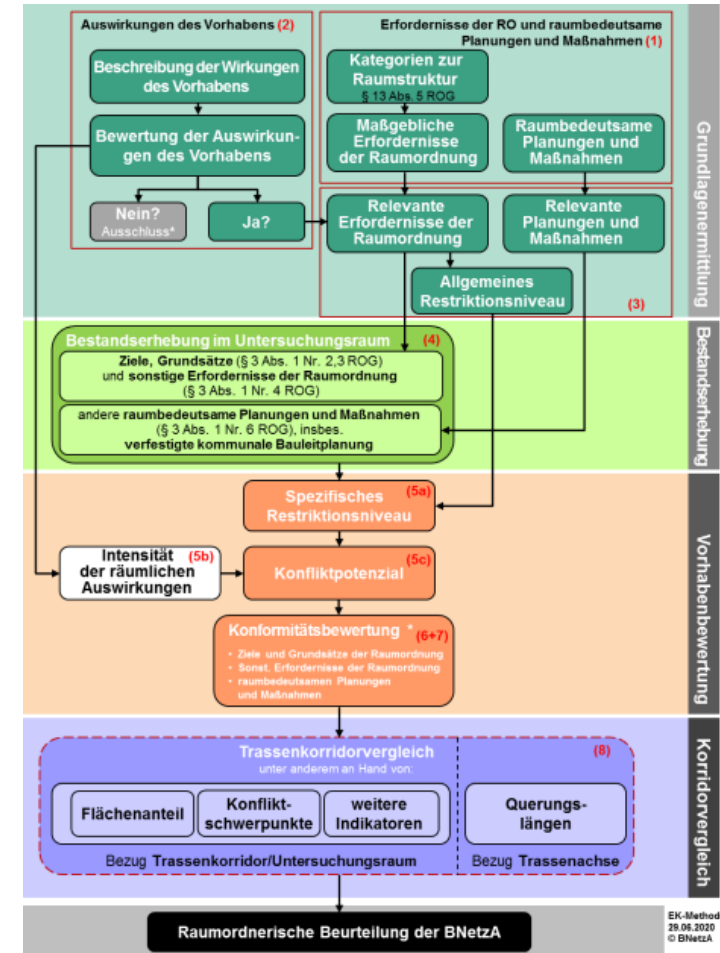 Auswirkungen des Vorhabens (2)
Erfordernisse der RO und raumbedeutsame
Planungen und Maßnahmen (1)
Beschreibung der Wirkungen
des Vorhabens
Kategorien zur
Raumstruktur
§ 13 Abs. 5 ROG
Bewertung der Auswirkun-
gen des Vorhabens
Maßgebliche
Erfordernisse
der Raumordnung
Raumbedeutsame
Planungen und
Maßnahmen
Nein?
Ausschluss*
Ja?
Relevante
Erfordernisse der
Raumordnung
Relevante
Planungen und
Maßnahmen
Allgemeines
Restriktionsniveau
(3)
Grundlagenermittlung
Bestandserhebung im Untersuchungsraum (4)
Ziele, Grundsätze (§ 3 Abs. 1 Nr. 2,3 ROG)
und sonstige Erfordernisse der Raumordnung
(§ 3 Abs. 1 Nr. 4 ROG)
andere raumbedeutsame Planungen und Maßnahmen
(§ 3 Abs. 1 Nr. 6 ROG), insbes.
verfestigte kommunale Bauleitplanung
Bestandserhebung
Spezifisches (5a)
Restriktionsniveau
Intensität (5b)
der räumlichen
Auswirkungen
Konfliktpotenzial (5c)
Konformitätsbewertung * (6+7)
• Ziele und Grundsätze der Raumordnung
• Sonst. Erfordernisse der Raumordnung
• raumbedeutsamen Planungen
und Maßnahmen
Vorhabenbewertung
Trassenkorridorvergleich (8)
unter anderem an Hand von:
Flächenanteil
Konflikt-
schwerpunkte
weitere
Indikatoren
Querungs-
längen
Bezug Trassenkorridor/Untersuchungsraum
Bezug Trassenachse
Korridorvergleich
Raumordnerische Beurteilung der BNetzA
EK-Method
29.06.2020
© BNetzA